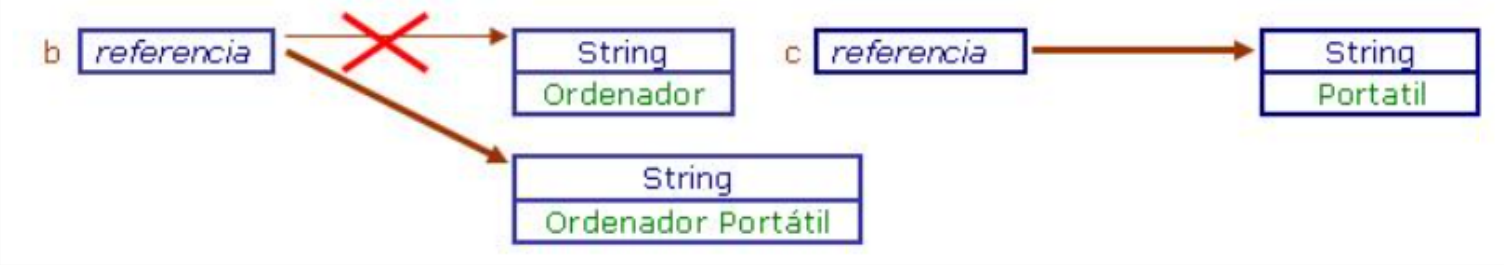 b referencia String c referencia String
Ordenador Portatil
String
Ordenador Portátil